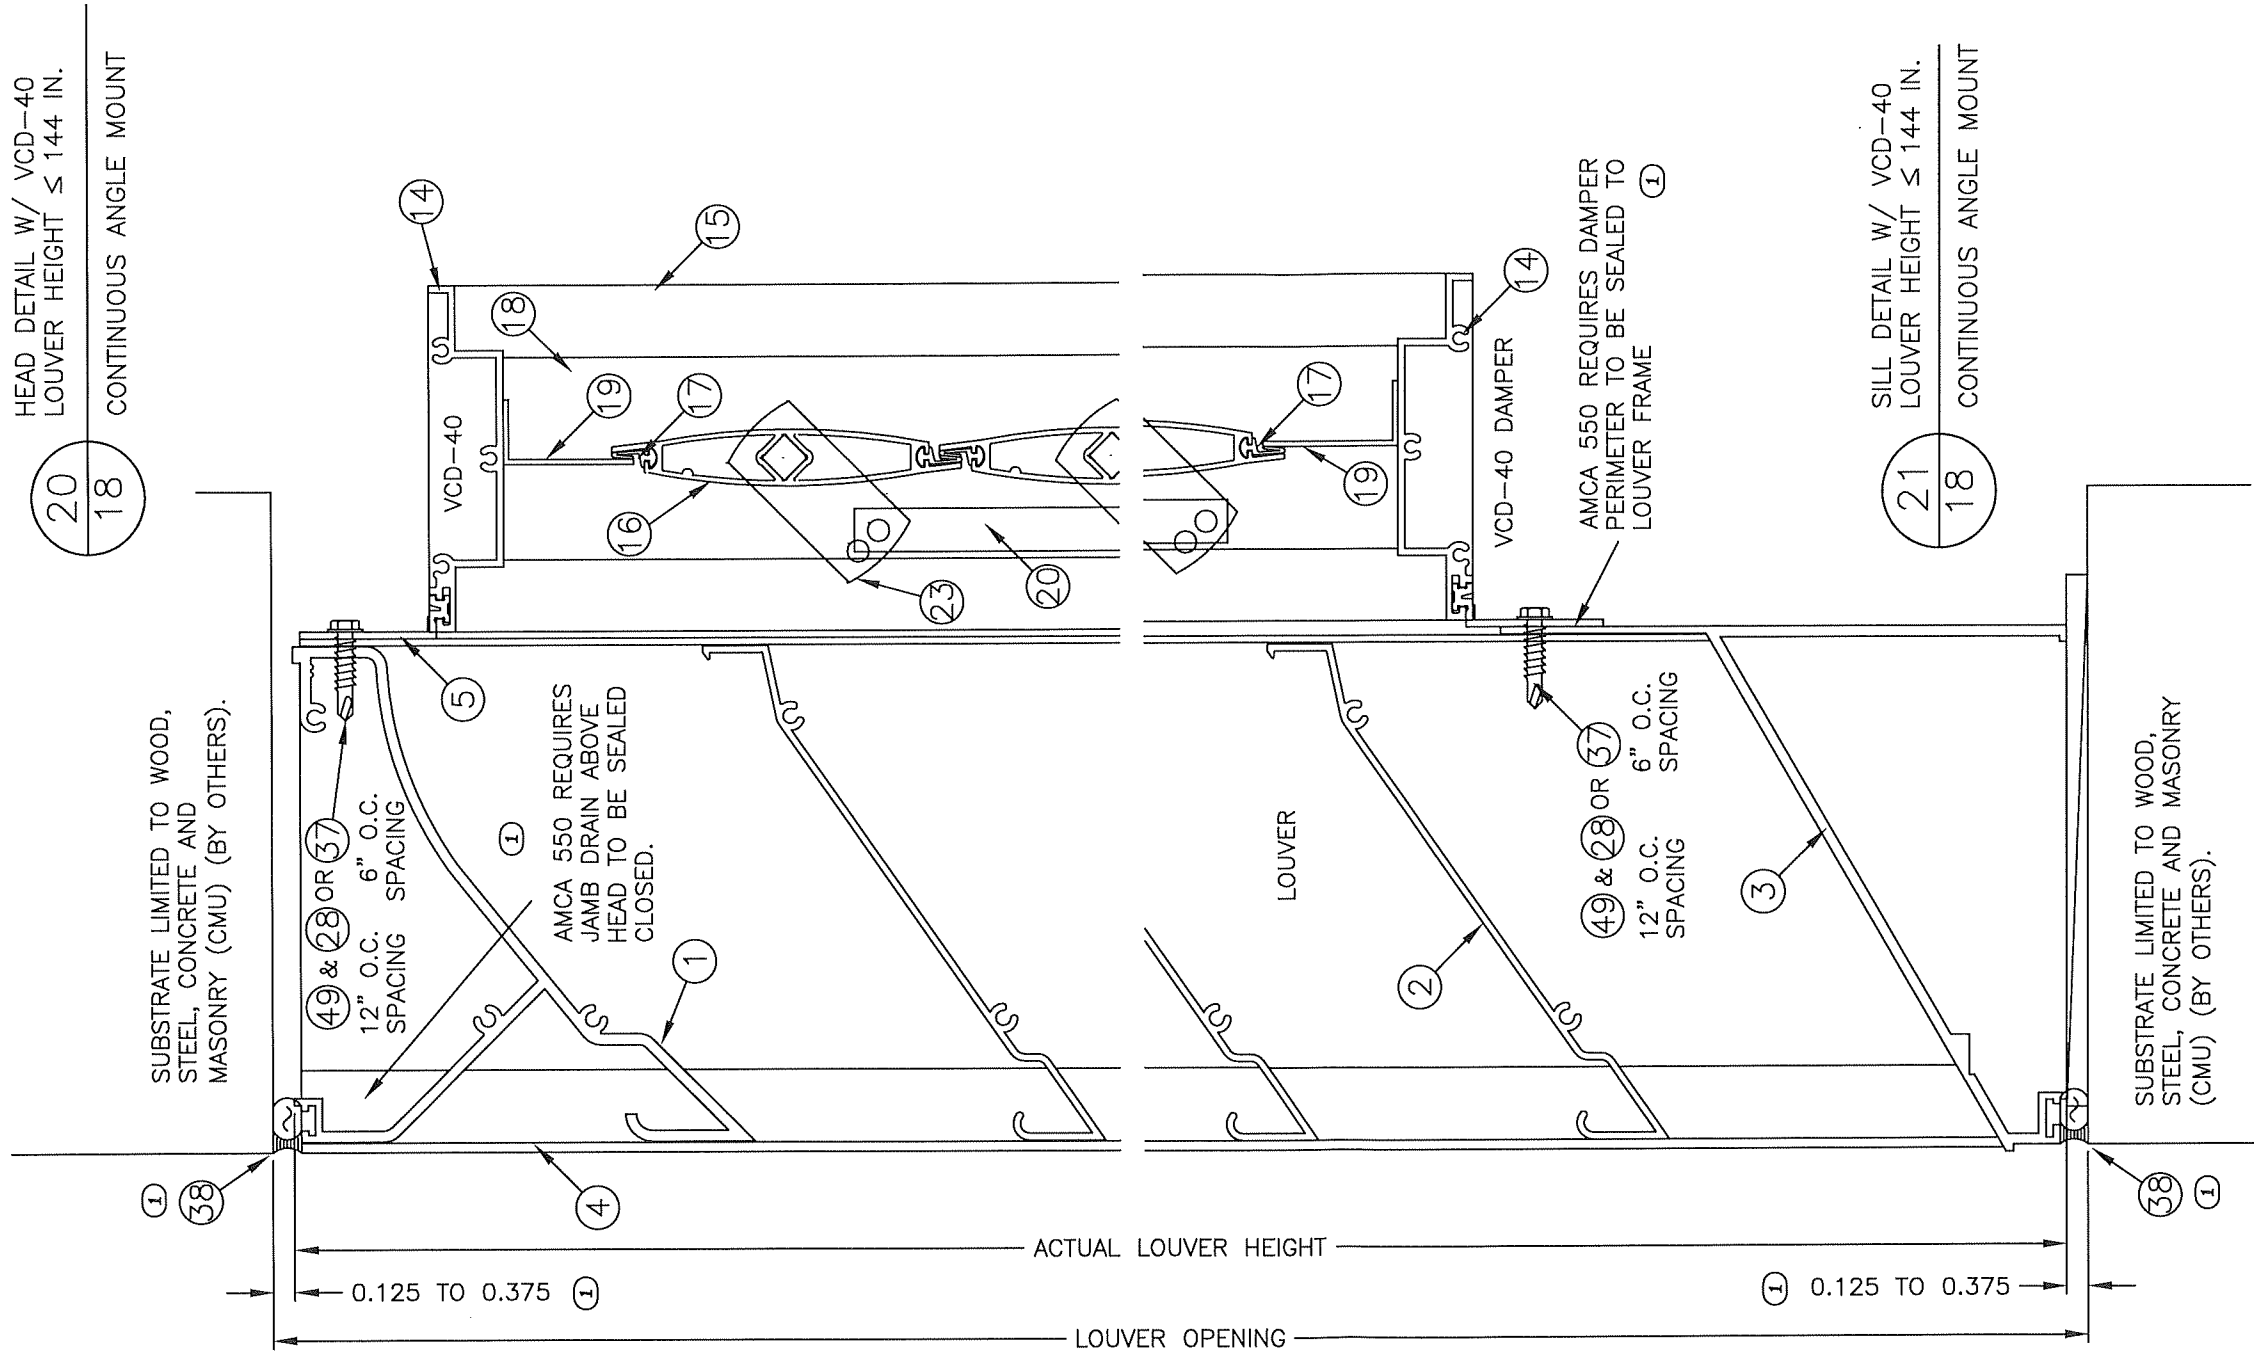 HEAD DETAIL W/ VCD-40
LOUVER HEIGHT ≤ 144 IN.
20
18
CONTINUOUS ANGLE MOUNT
SUBSTRATE LIMITED TO WOOD,
STEEL, CONCRETE AND
MASONRY (CMU) (BY OTHERS).
49 & 28 OR 37
12" O.C. 6" O.C.
SPACING SPACING
1
38
0.125 TO 0.375 1
4
1
AMCA 550 REQUIRES
JAMB DRAIN ABOVE
HEAD TO BE SEALED
CLOSED.
1
5
VCD-40
14
15
18
19
17
16
23
20
ACTUAL LOUVER HEIGHT
LOUVER OPENING
LOUVER
17
19
14
VCD-40 DAMPER
AMCA 550 REQUIRES DAMPER
PERIMETER TO BE SEALED TO
LOUVER FRAME
1
2
49 & 28 OR 37
12" O.C. 6" O.C.
SPACING SPACING
3
SILL DETAIL W/ VCD-40
LOUVER HEIGHT ≤ 144 IN.
21
18
CONTINUOUS ANGLE MOUNT
SUBSTRATE LIMITED TO WOOD,
STEEL, CONCRETE AND MASONRY
(CMU) (BY OTHERS).
38
1
1 0.125 TO 0.375